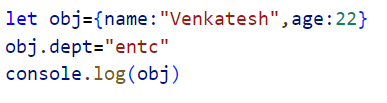 let obj={name:"Venkatesh",age:22}
obj.dept="entc"
console.log(obj)